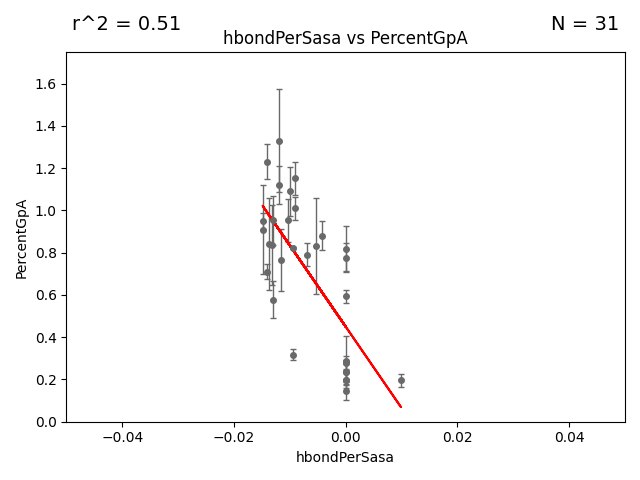 r^2 = 0.51
N = 31
hbondPerSasa vs PercentGpA
1.6
1.4
1.2
1.0
0.8
0.6
0.4
0.2
0.0
PercentGpA
−0.04
−0.02
0.00
0.02
0.04
hbondPerSasa